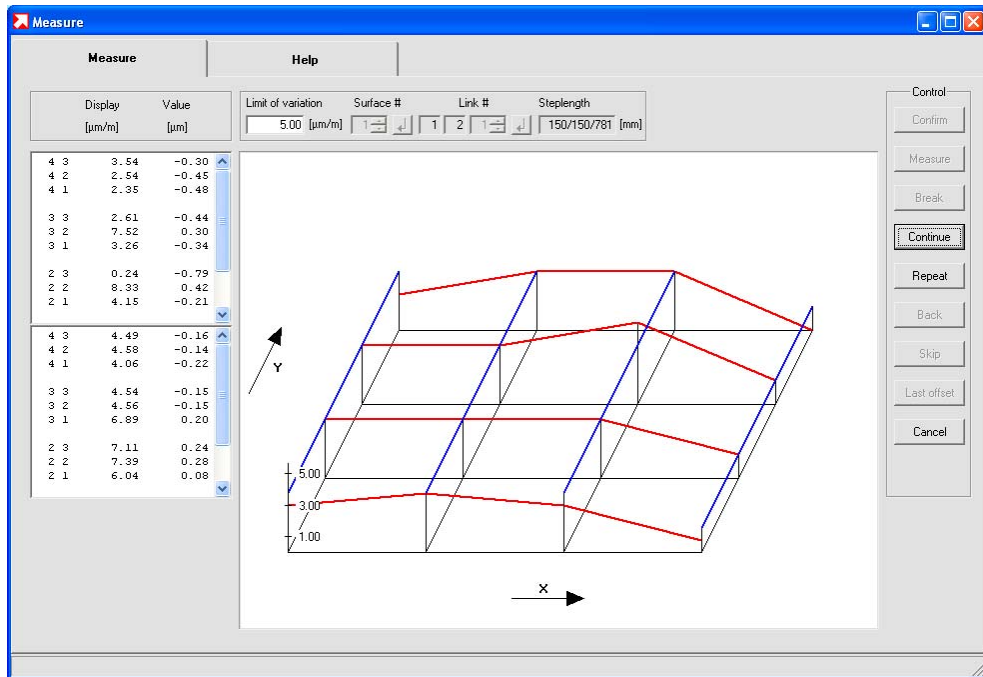 Measure
Measure Help
Display Value
[µm/m] [µm]
Limit of variation Surface # Link # Steplength
5.00 [µm/m] 1 1 2 1 150/150/781 [mm]
4 3 3.54 -0.30
4 2 2.54 -0.45
4 1 2.35 -0.48
3 3 2.61 -0.44
3 2 7.52 0.30
3 1 3.26 -0.34
2 3 0.24 -0.79
2 2 8.33 0.42
2 1 4.15 -0.21
4 3 4.49 -0.16
4 2 4.58 -0.14
4 1 4.06 -0.22
3 3 4.54 -0.15
3 2 4.56 -0.15
3 1 6.89 0.20
2 3 7.11 0.24
2 2 7.39 0.28
2 1 6.04 0.08
Y
5.00
3.00
1.00
X
Control
Confirm
Measure
Break
Continue
Repeat
Back
Skip
Last offset
Cancel